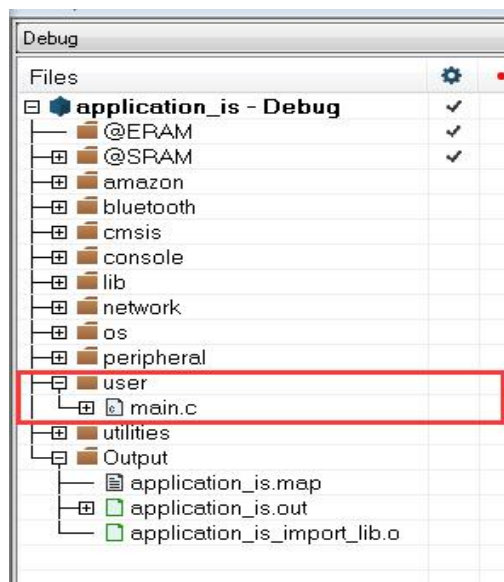 Debug
Files
application_is - Debug
@ERAM
@SRAM
amazon
bluetooth
cmsis
console
lib
network
os
peripheral
user
main.c
utilities
Output
application_is.map
application_is.out
application_is_import_lib.o